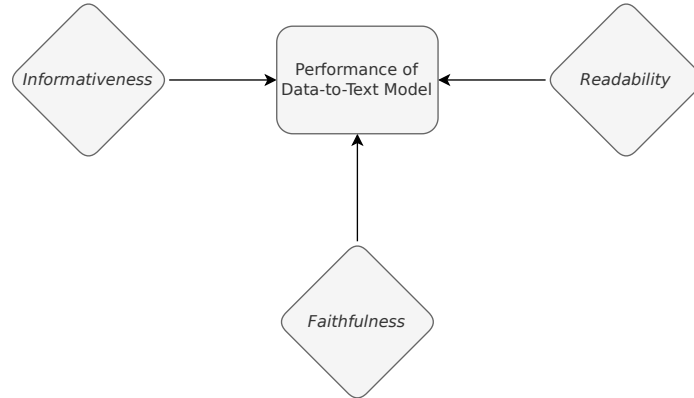 Informativeness
Performance of
Data-to-Text Model
Readability
Faithfulness